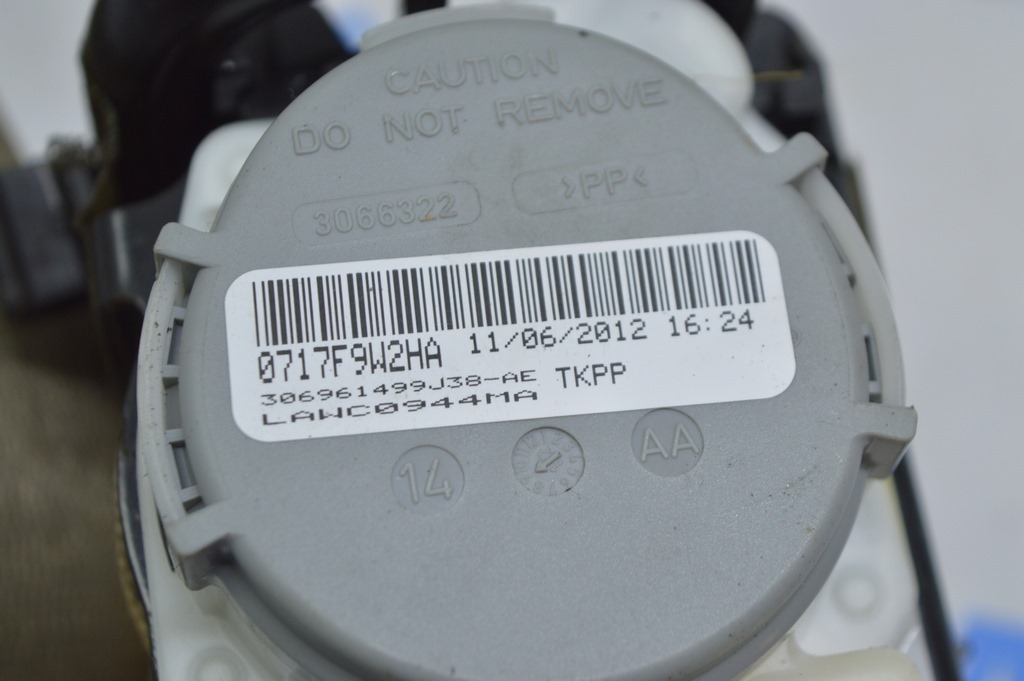 CAUTION
DO NOT REMOVE
3066322 >PP<
0717F9W2HA 11/06/2012 16:24
306961499J38-AE TKPP
LAWC0944MA
14 AA